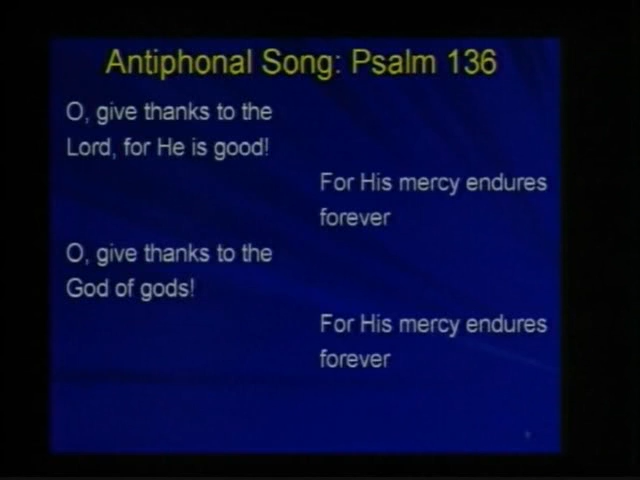 Antiphonal Song: Psalm 136
O, give thanks to the
Lord, for He is good!
For His mercy endures
forever
O, give thanks to the
God of gods!
For His mercy endures
forever